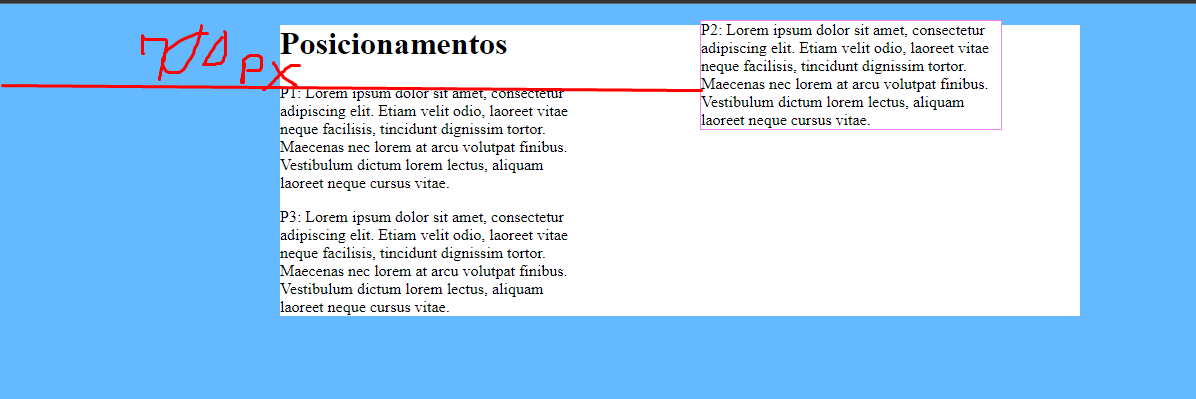 700 px
Posicionamentos
P1: Lorem ipsum dolor sit amet, consectetur
adipiscing elit. Etiam velit odio, laoreet vitae
neque facilisis, tincidunt dignissim tortor.
Maecenas nec lorem at arcu volutpat finibus.
Vestibulum dictum lorem lectus, aliquam
laoreet neque cursus vitae.
P3: Lorem ipsum dolor sit amet, consectetur
adipiscing elit. Etiam velit odio, laoreet vitae
neque facilisis, tincidunt dignissim tortor.
Maecenas nec lorem at arcu volutpat finibus.
Vestibulum dictum lorem lectus, aliquam
laoreet neque cursus vitae.
P2: Lorem ipsum dolor sit amet, consectetur
adipiscing elit. Etiam velit odio, laoreet vitae
neque facilisis, tincidunt dignissim tortor.
Maecenas nec lorem at arcu volutpat finibus.
Vestibulum dictum lorem lectus, aliquam
laoreet neque cursus vitae.